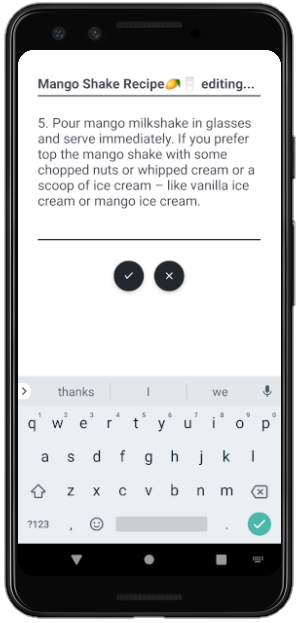 Mango Shake Recipe🥭🥛 editing...
5. Pour mango milkshake in glasses
and serve immediately. If you prefer
top the mango shake with some
chopped nuts or whipped cream or a
scoop of ice cream – like vanilla ice
cream or mango ice cream.
thanks I we
q1 w2 e3 r4 t5 y6 u7 i8 o9 p0
a s d f g h j k l
z x c v b n m
?123 , .